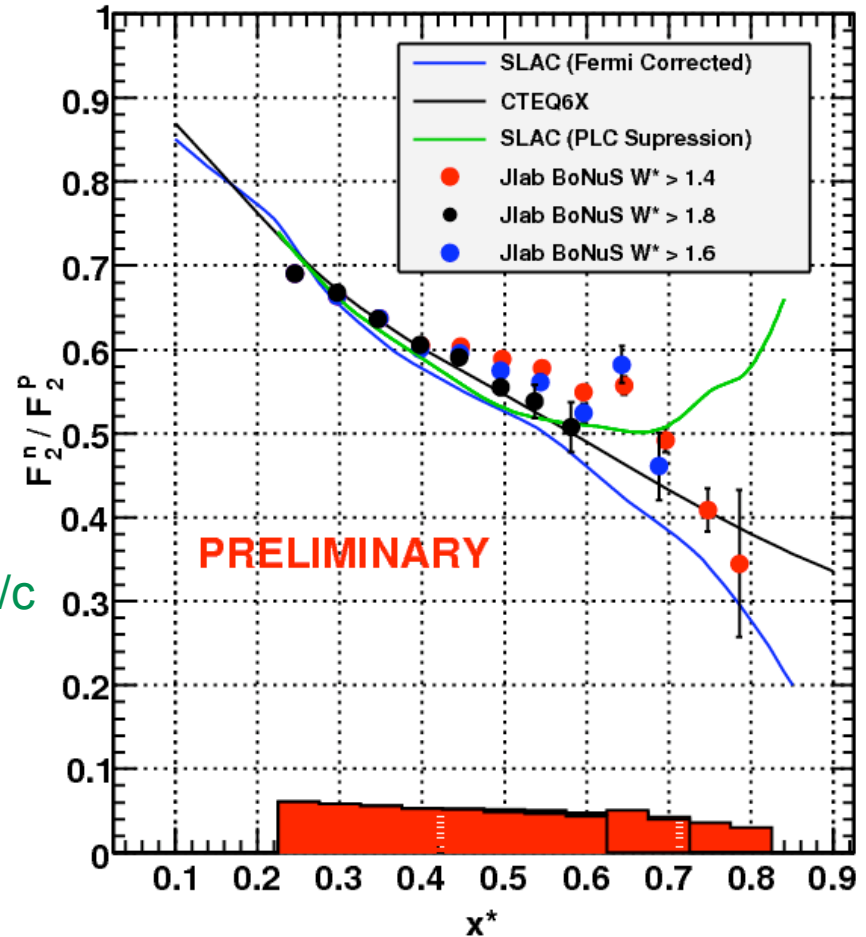 1
0.9
0.8
0.7
0.6
0.5
0.4
0.3
0.2
0.1
0
F2n / F2p
SLAC (Fermi Corrected)
CTEQ6X
SLAC (PLC Supression)
Jlab BoNuS W* > 1.4
Jlab BoNuS W* > 1.8
Jlab BoNuS W* > 1.6
PRELIMINARY
/c
0.1 0.2 0.3 0.4 0.5 0.6 0.7 0.8 0.9
x*